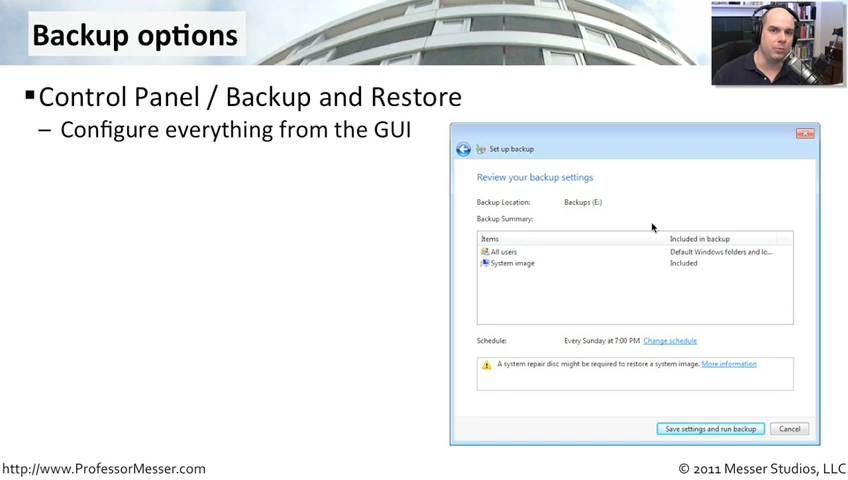 Backup options
Control Panel / Backup and Restore
– Configure everything from the GUI
Set up backup
Review your backup settings
Backup Location: Backups (E:)
Backup Summary:
Items Included in backup
All users Default Windows folders and lo...
System image Included
Schedule: Every Sunday at 7:00 PM Change schedule
A system repair disc might be required to restore a system image. More information
Save settings and run backup Cancel
http://www.ProfessorMesser.com © 2011 Messer Studios, LLC